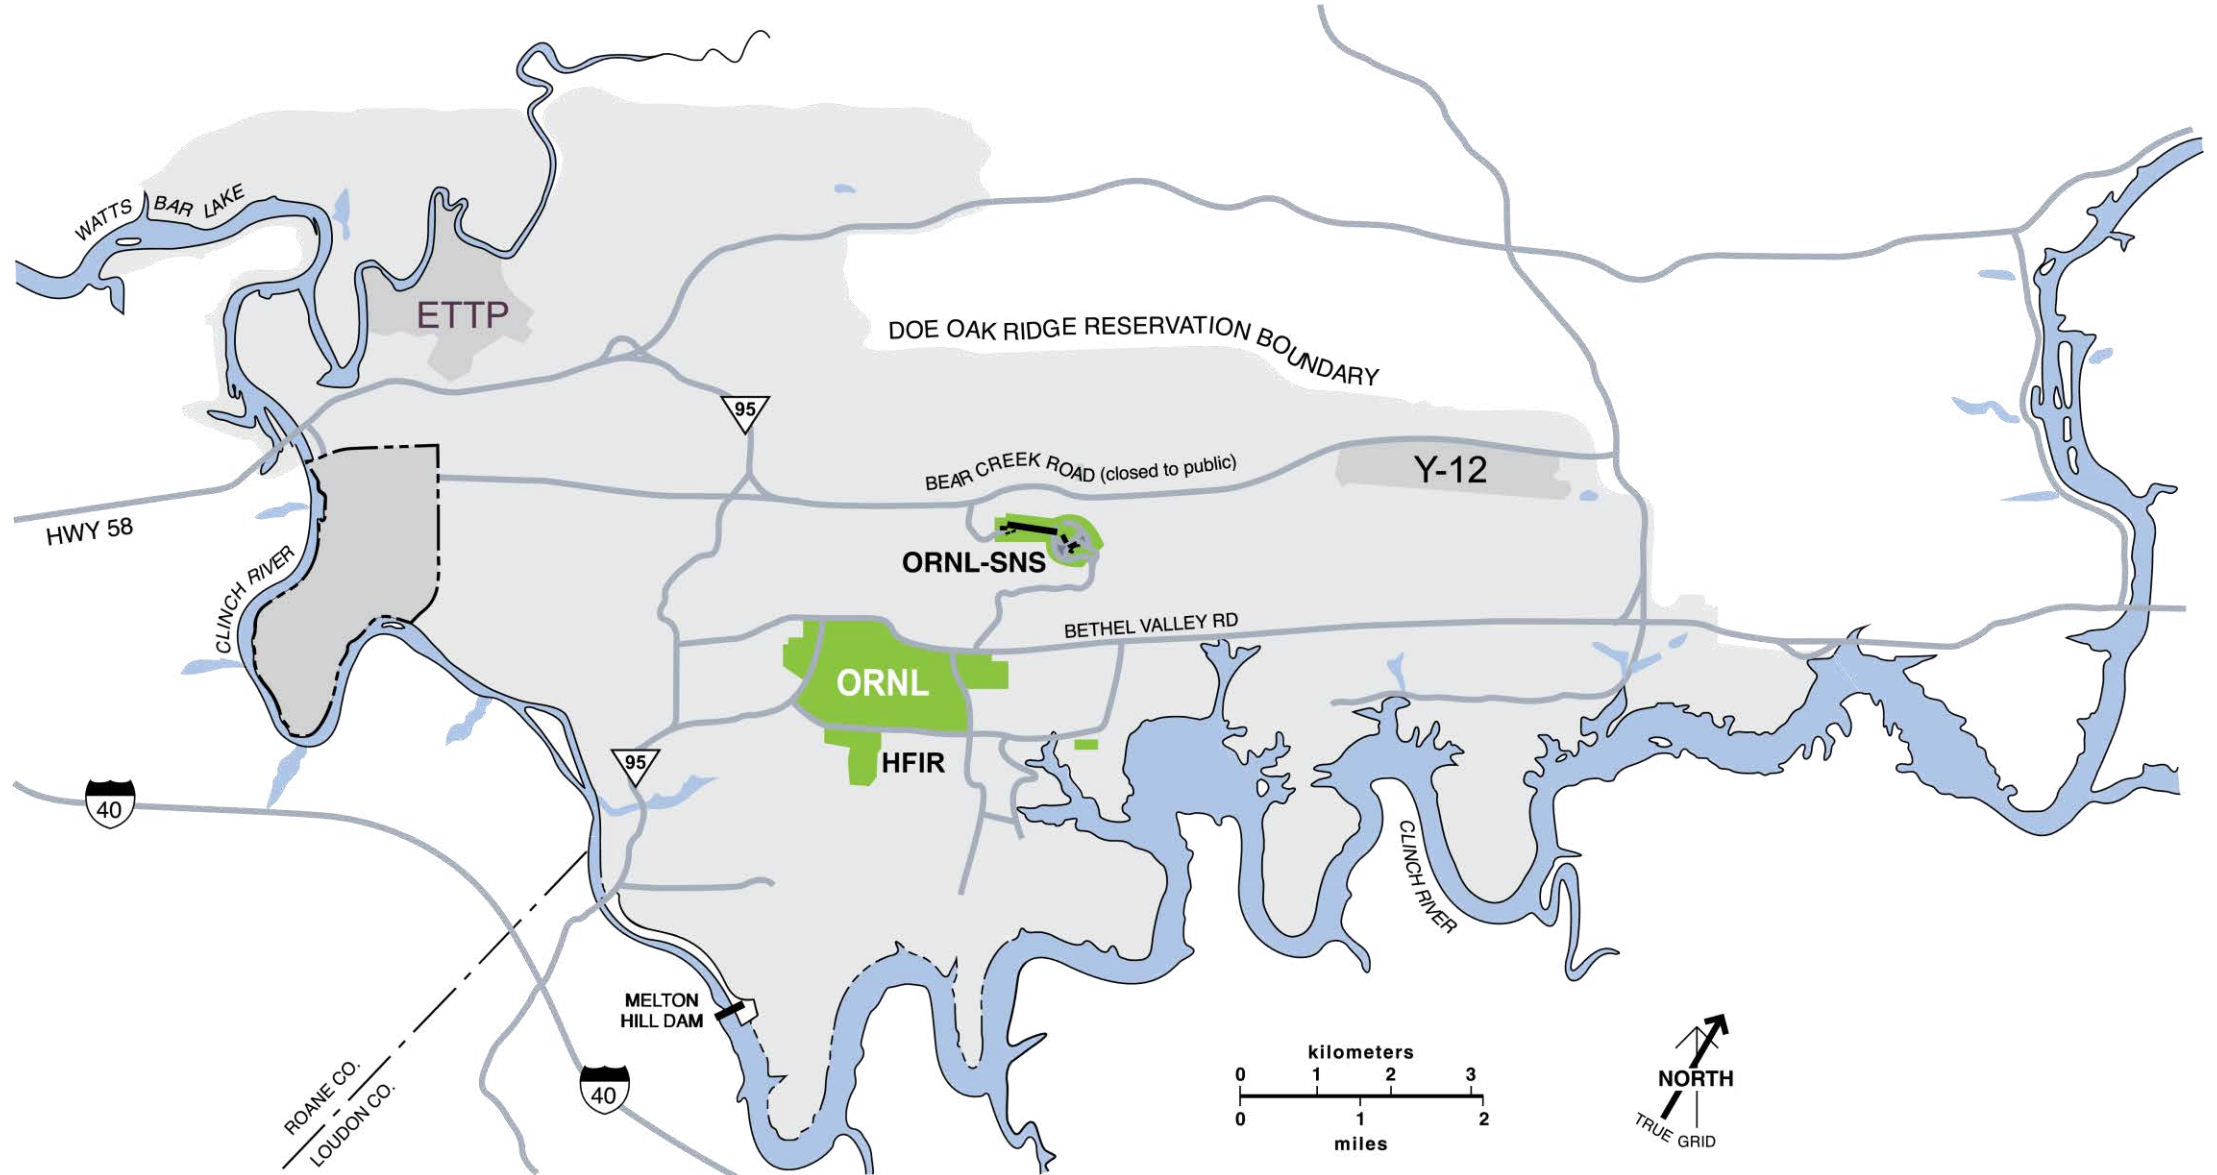 WATTS BAR LAKE
ETTP
DOE OAK RIDGE RESERVATION BOUNDARY
95
BEAR CREEK ROAD (closed to public)
Y-12
HWY 58
ORNL-SNS
CLINCH RIVER
BETHEL VALLEY RD
ORNL
HFIR
95
40
CLINCH RIVER
MELTON
HILL DAM
ROANE CO.
LOUDON CO.
40
kilometers
0 1 2 3
0 1 2
miles
NORTH
TRUE GRID